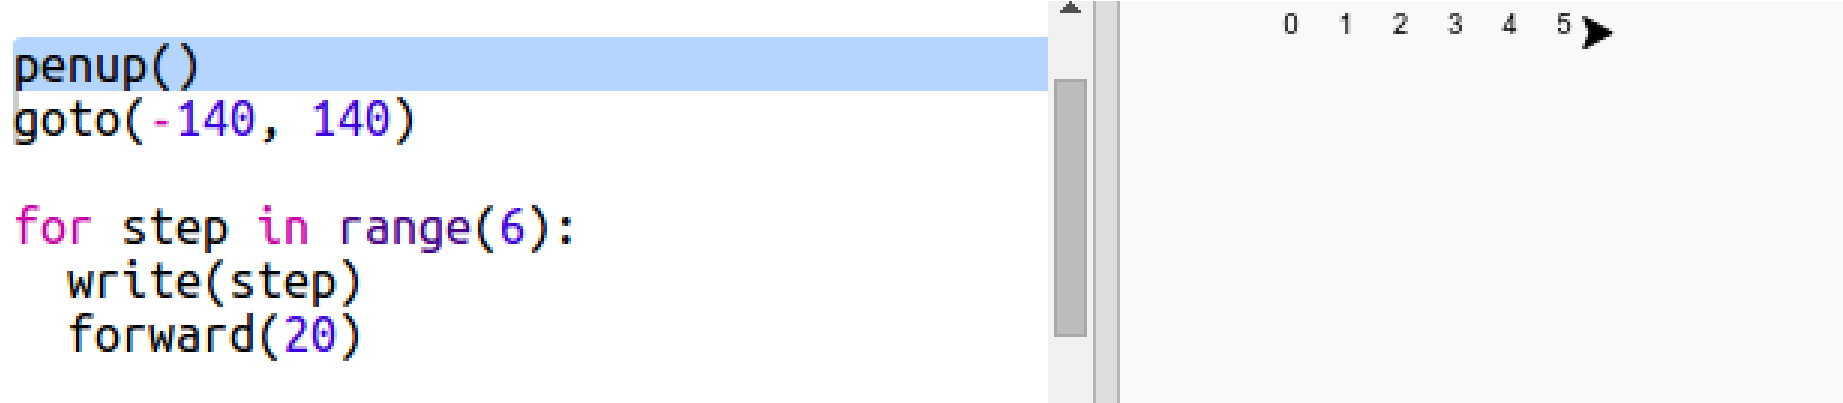 penup()
goto(-140, 140)
for step in range(6):
  write(step)
  forward(20)
0 1 2 3 4 5